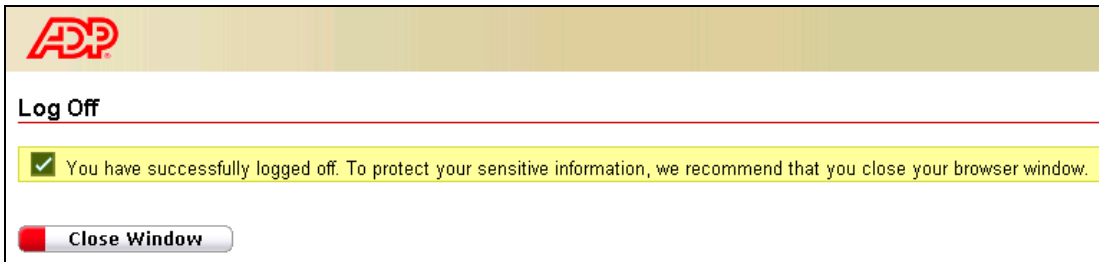 ADP
Log Off
You have successfully logged off. To protect your sensitive information, we recommend that you close your browser window.
Close Window